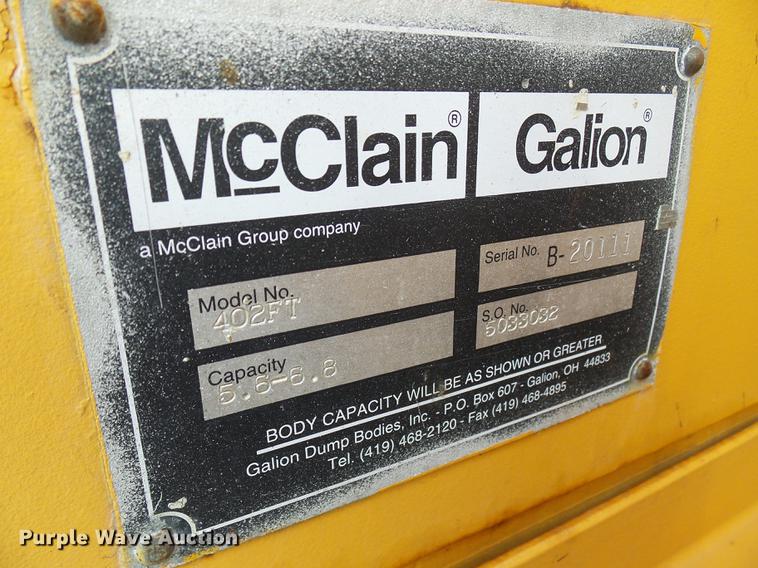 McClain®
Galion®
a McClain Group company
Model No.
402FT
Serial No. B-20111
Capacity
5.6-6.8
S.O. No.
5033032
BODY CAPACITY WILL BE AS SHOWN OR GREATER
Galion Dump Bodies, Inc. - P.O. Box 607 - Galion, OH 44833
Tel. (419) 468-2120 - Fax (419) 468-4895
Purple Wave Auction